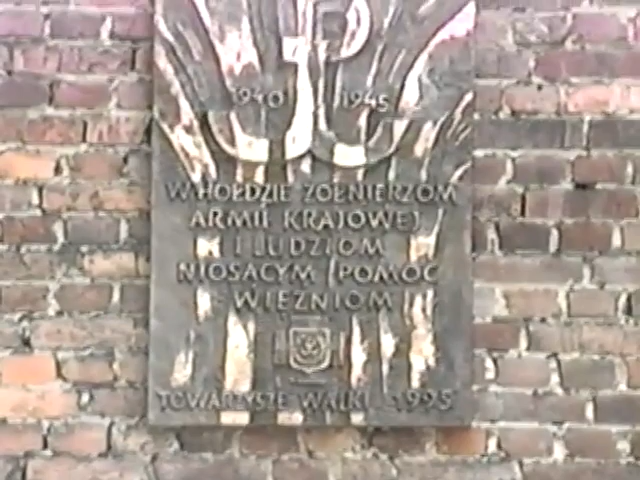 1940 1945
W HOŁDZIE ŻOŁNIERZOM
ARMII KRAJOWEJ
I LUDZIOM
NIOSĄCYM POMOC
WIĘŹNIOM
TOWARZYSZE WALKI 1995